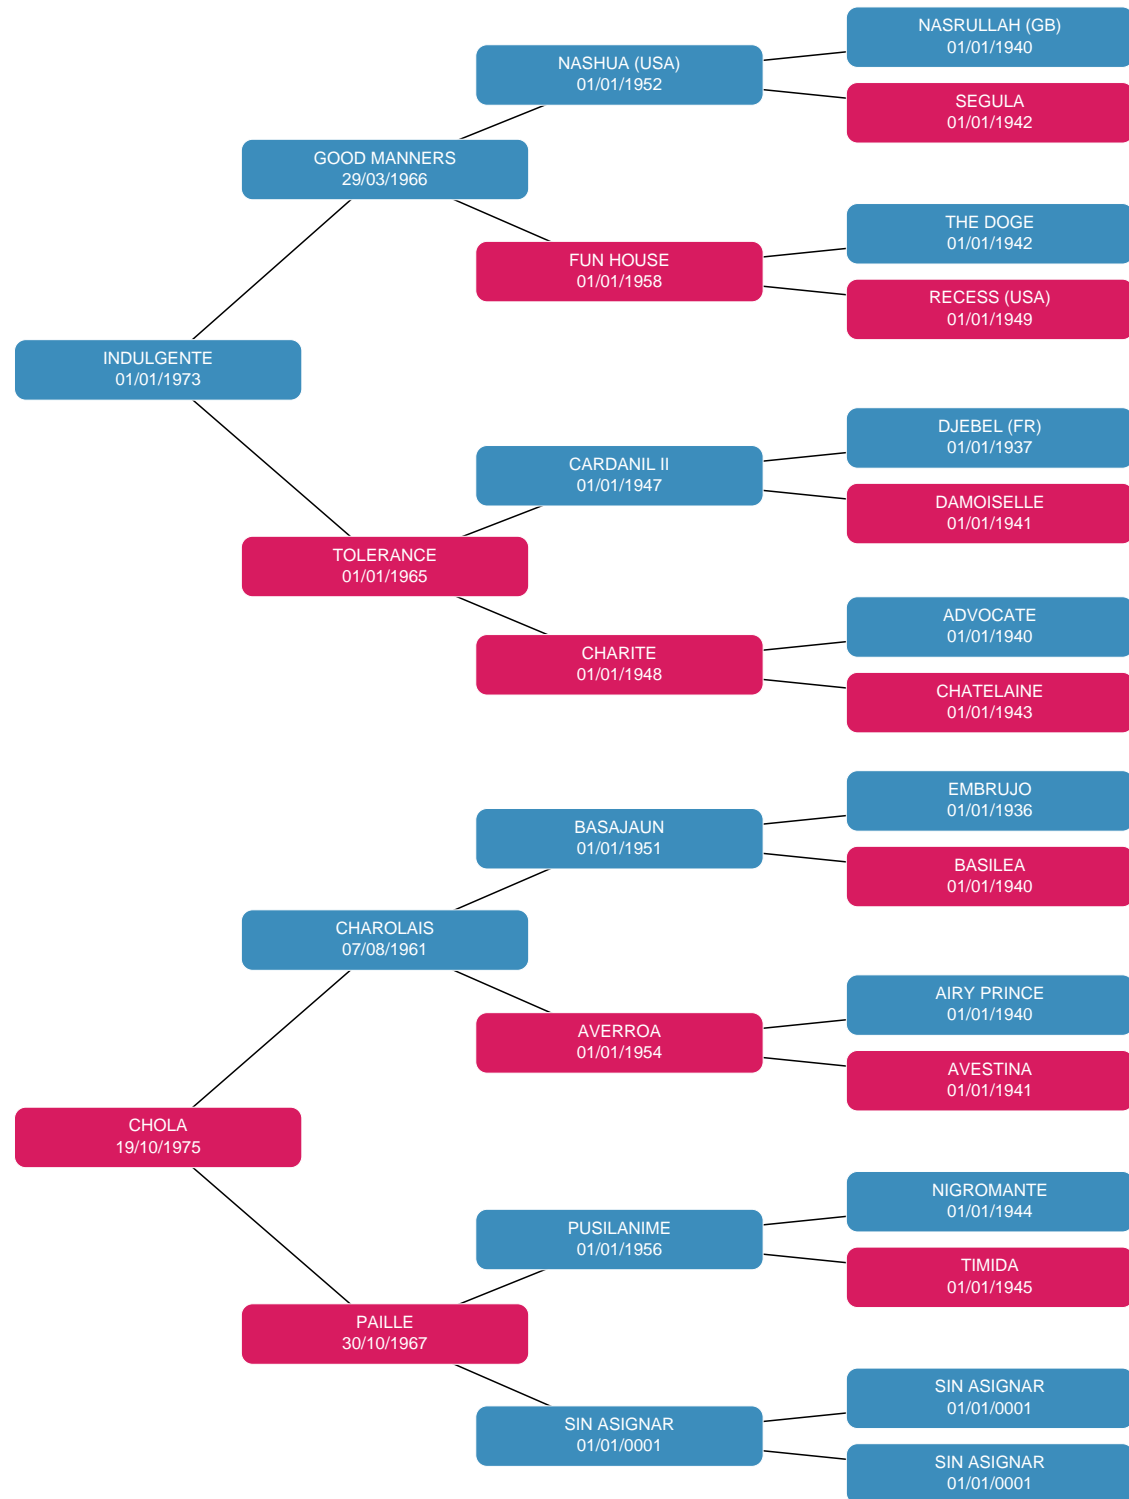 NASRULLAH (GB)
01/01/1940
NASHUA (USA)
01/01/1952
SEGULA
01/01/1942
GOOD MANNERS
29/03/1966
THE DOGE
01/01/1942
FUN HOUSE
01/01/1958
RECESS (USA)
01/01/1949
INDULGENTE
01/01/1973
DJEBEL (FR)
01/01/1937
CARDANIL II
01/01/1947
DAMOISELLE
01/01/1941
TOLERANCE
01/01/1965
ADVOCATE
01/01/1940
CHARITE
01/01/1948
CHATELAINE
01/01/1943
EMBRUJO
01/01/1936
BASAJAUN
01/01/1951
BASILEA
01/01/1940
CHAROLAIS
07/08/1961
AIRY PRINCE
01/01/1940
AVERROA
01/01/1954
AVESTINA
01/01/1941
CHOLA
19/10/1975
NIGROMANTE
01/01/1944
PUSILANIME
01/01/1956
TIMIDA
01/01/1945
PAILLE
30/10/1967
SIN ASIGNAR
01/01/0001
SIN ASIGNAR
01/01/0001
SIN ASIGNAR
01/01/0001